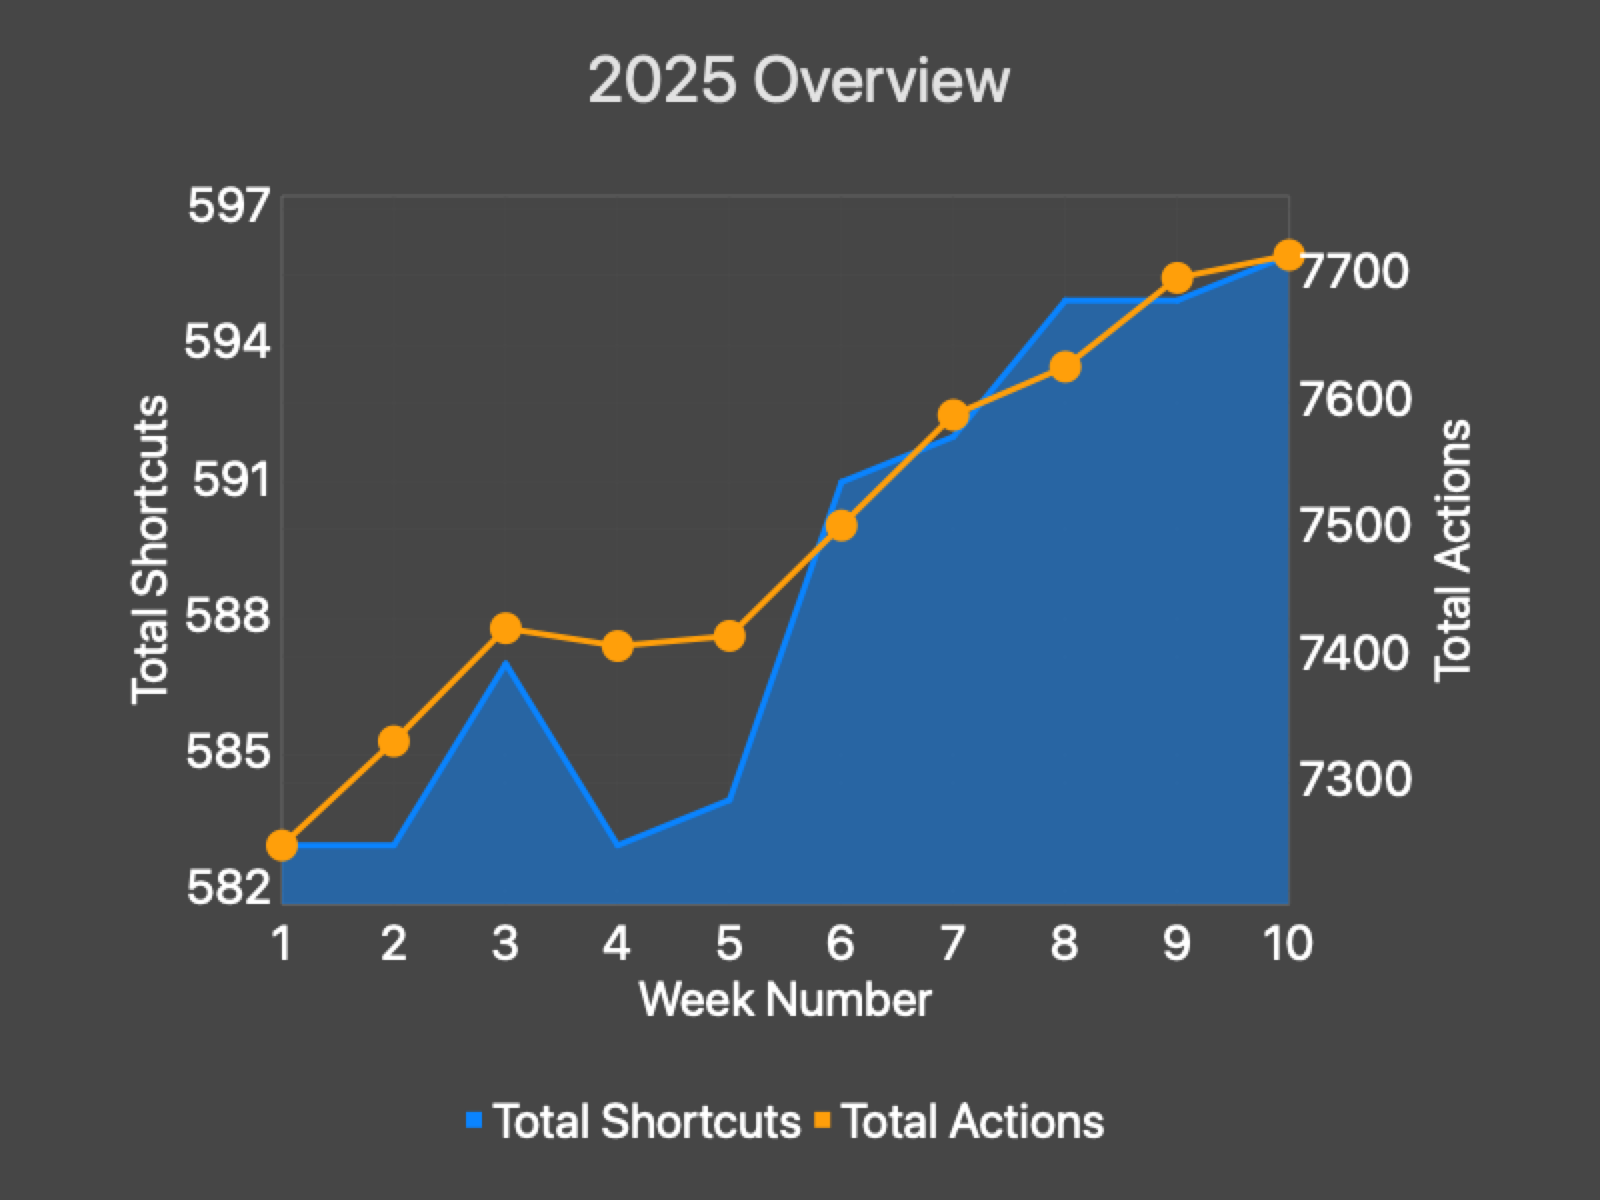 2025 Overview
Total Shortcuts
597
594
591
588
585
582
7700
7600
7500
7400
7300
Total Actions
1 2 3 4 5 6 7 8 9 10
Week Number
Total Shortcuts Total Actions